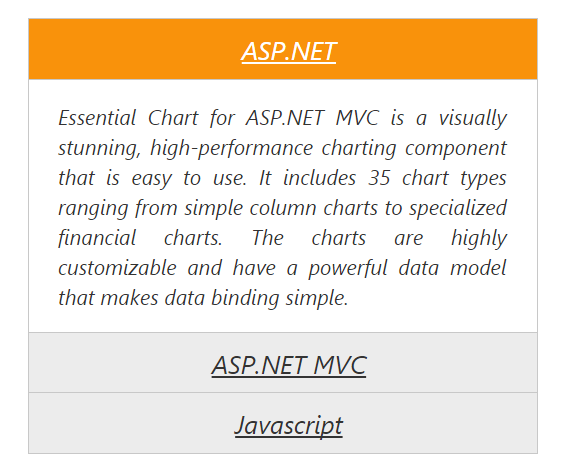 ASP.NET
Essential Chart for ASP.NET MVC is a visually
stunning, high-performance charting component
that is easy to use. It includes 35 chart types
ranging from simple column charts to specialized
financial charts. The charts are highly
customizable and have a powerful data model
that makes data binding simple.
ASP.NET MVC
Javascript